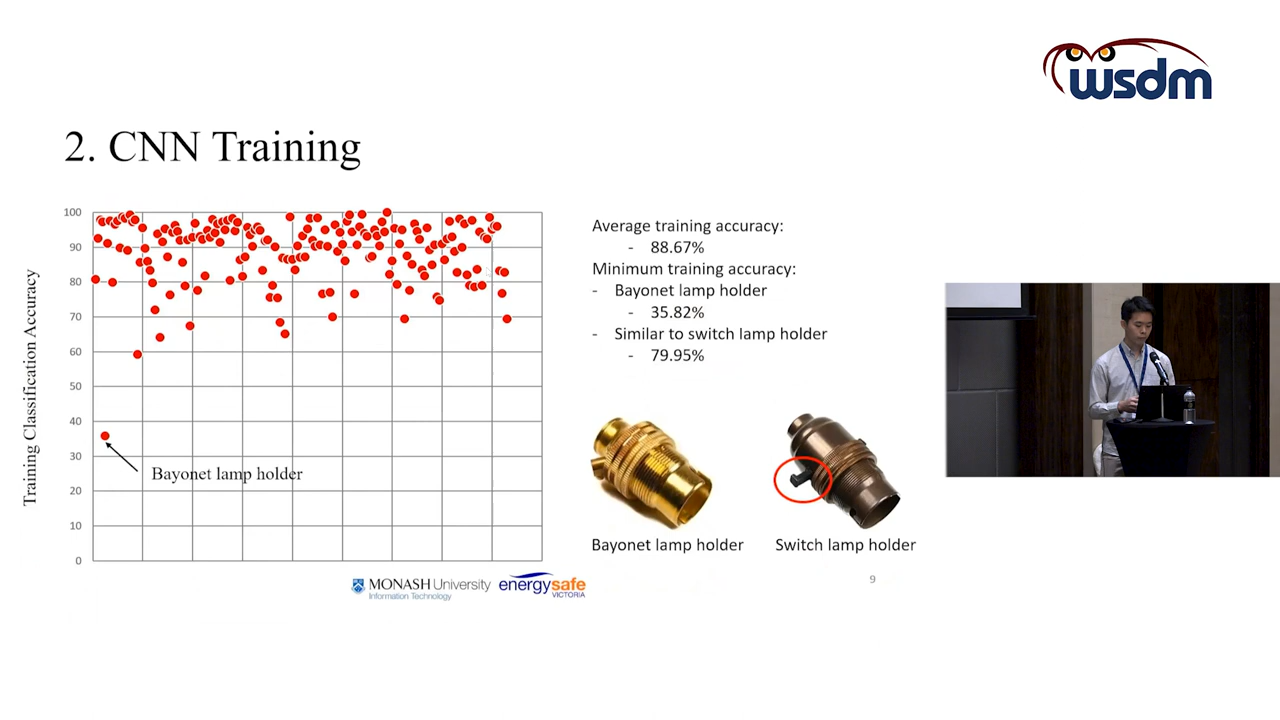 wsdm
2. CNN Training
Training Classification Accuracy
100
90
80
70
60
50
40
30
20
10
0
Bayonet lamp holder
Average training accuracy:
- 88.67%
Minimum training accuracy:
- Bayonet lamp holder
- 35.82%
- Similar to switch lamp holder
- 79.95%
Bayonet lamp holder
Switch lamp holder
MONASH University
Information Technology
energysafe
VICTORIA
9